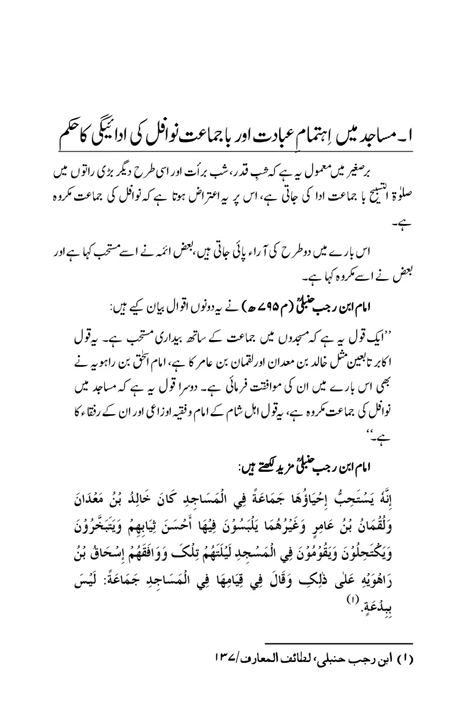 ۱۔ مساجد میں اِہتمامِ عبادت اور با جماعت نوافل کی ادائیگی کا حکم
برصغیر میں معمول یہ ہے کہ شبِ قدر، شب برأت اور اسی طرح دیگر بڑی راتوں میں
صلوٰۃ التسبیح با جماعت ادا کی جاتی ہے، اس پر یہ اعتراض ہوتا ہے کہ نوافل کی جماعت مکروہ
ہے۔
اس بارے میں دو طرح کی آراء پائی جاتی ہیں، بعض ائمہ نے اسے مستحب کہا ہے اور
بعض نے اسے مکروہ کہا ہے۔
امام ابن رجب حنبلیؒ (م ۷۹۵ ھ) نے یہ دونوں اقوال بیان کیے ہیں:
’’ایک قول یہ ہے کہ مسجدوں میں جماعت کے ساتھ بیداری مستحب ہے۔ یہ قول
اکابر تابعین مثل خالد بن معدان اور لقمان بن عامر کا ہے، امام اسحٰق بن راہویہ نے
بھی اس بارے میں ان کی موافقت فرمائی ہے۔ دوسرا قول یہ ہے کہ مساجد میں
نوافل کی جماعت مکروہ ہے، یہ قول اہل شام کے امام و فقیہ اوزاعی اور ان کے رفقاء کا
ہے۔‘‘
امام ابن رجب حنبلیؒ مزید لکھتے ہیں:
إِنَّهُ يَسْتَحِبُّ إِحْيَاؤُهَا جَمَاعَةً فِي الْمَسَاجِدِ كَانَ خَالِدُ بْنُ مَعْدَانَ
وَلُقْمَانُ بْنُ عَامِرٍ وَغَيْرُهُمَا يَلْبَسُوْنَ فِيْهَا أَحْسَنَ ثِيَابِهِمْ وَيَتَبَخَّرُوْنَ
وَيَكْتَحِلُوْنَ وَيَقُوْمُوْنَ فِي الْمَسْجِدِ لَيْلَتَهُمْ تِلْكَ وَوَافَقَهُمْ إِسْحَاقُ بْنُ
رَاهْوَيْهِ عَلٰى ذٰلِكَ وَقَالَ فِي قِيَامِهَا فِي الْمَسَاجِدِ جَمَاعَةً: لَيْسَ
بِبِدْعَةٍ. (۱)
(۱) ابن رجب حنبلی، لطائف المعارف/۱۳۷